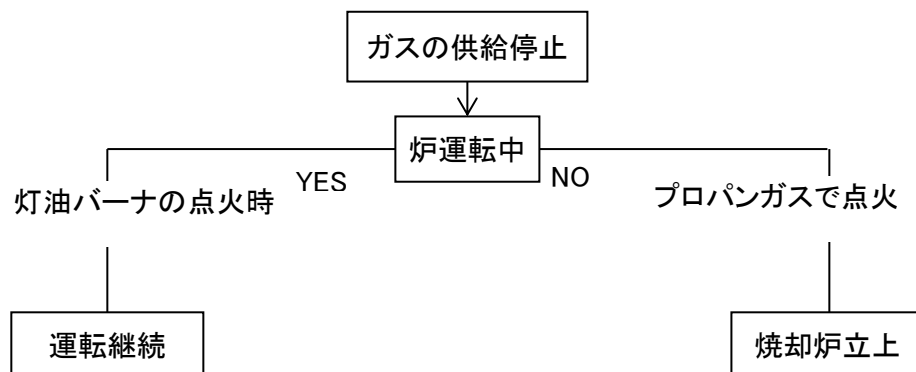 ガスの供給停止
炉運転中
YES
NO
灯油バーナの点火時
プロパンガスで点火
運転継続
焼却炉立上